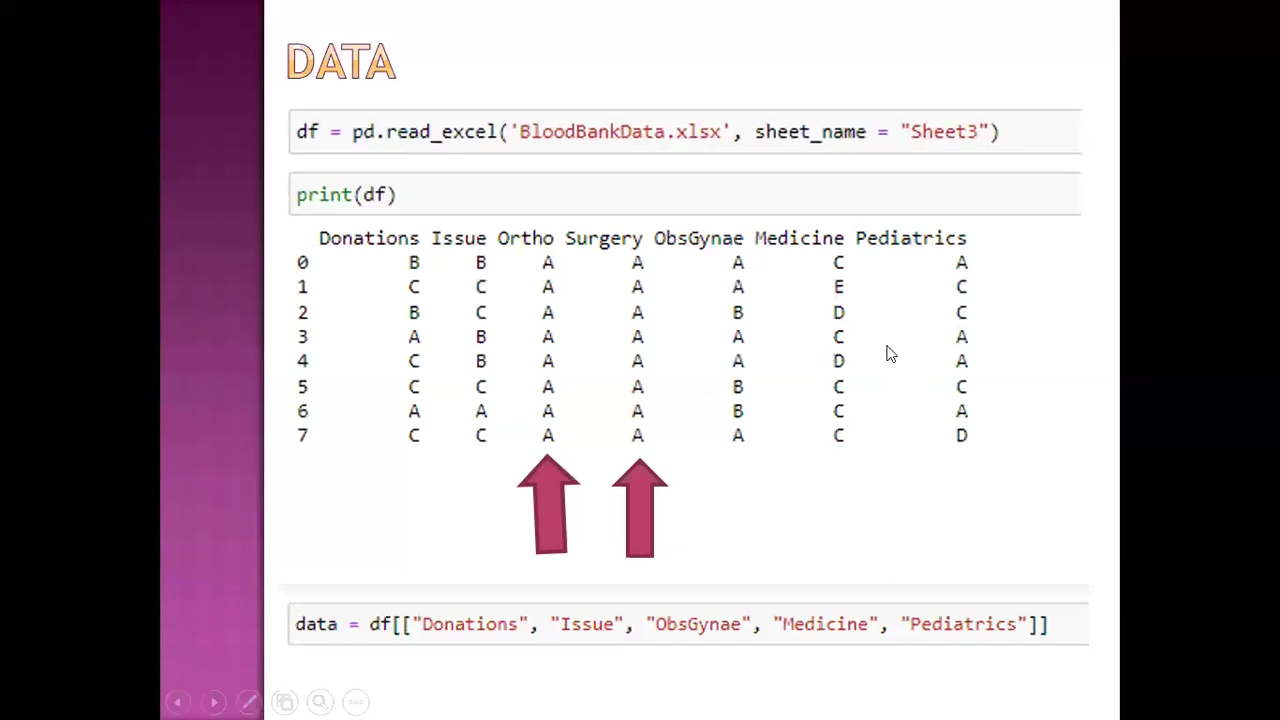 DATA
df = pd.read_excel('BloodBankData.xlsx', sheet_name = "Sheet3")
print(df)
Donations Issue Ortho Surgery ObsGynae Medicine Pediatrics
0 B B A A A C A
1 C C A A A E C
2 B C A A B D C
3 A B A A A C A
4 C B A A A D A
5 C C A A B C C
6 A A A A B C A
7 C C A A A C D
data = df[["Donations", "Issue", "ObsGynae", "Medicine", "Pediatrics"]]